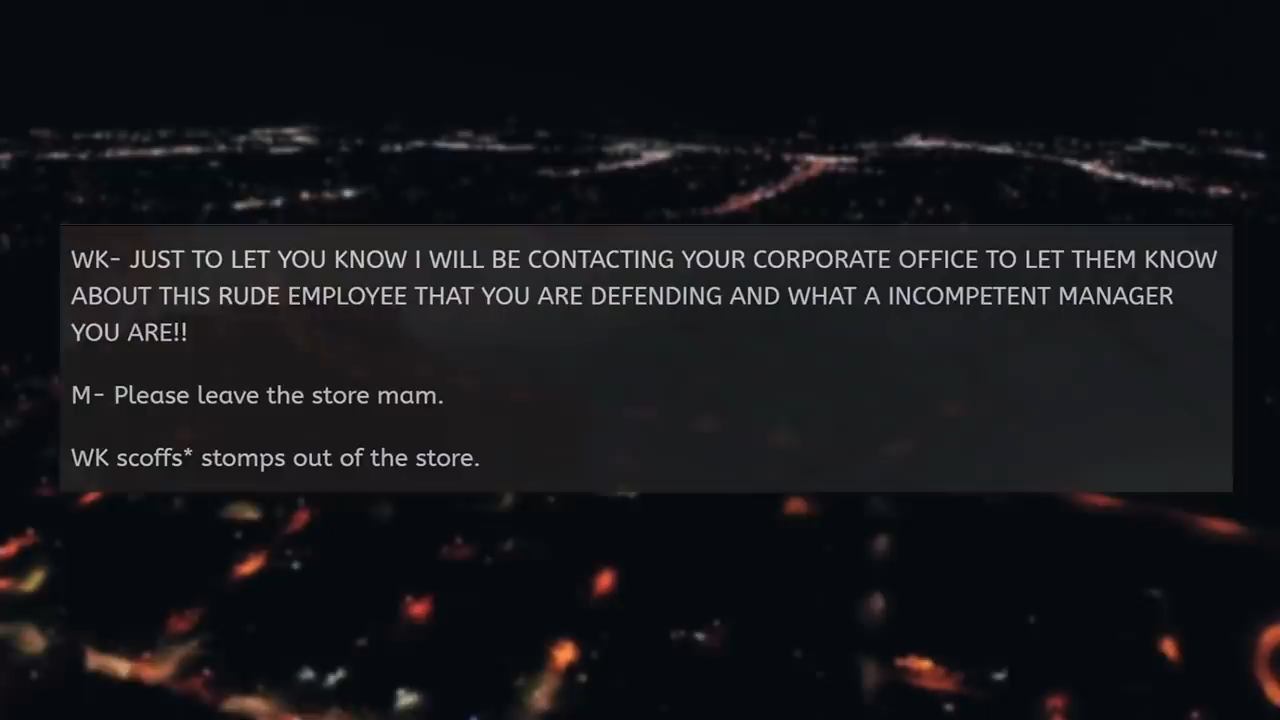 WK- JUST TO LET YOU KNOW I WILL BE CONTACTING YOUR CORPORATE OFFICE TO LET THEM KNOW
ABOUT THIS RUDE EMPLOYEE THAT YOU ARE DEFENDING AND WHAT A INCOMPETENT MANAGER
YOU ARE!!
M- Please leave the store mam.
WK scoffs* stomps out of the store.